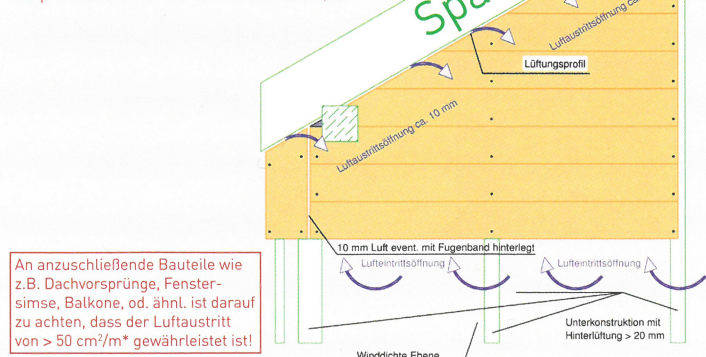 Spa
Luftaustrittsöffnung ca.
Lüftungsprofil
Luftaustrittsöffnung ca. 10 mm
10 mm Luft event. mit Fugenband hinterlegt
Lufteintrittsöffnung
Lufteintrittsöffnung
An anzuschließende Bauteile wie
z.B. Dachvorsprünge, Fenster-
simse, Balkone, od. ähnl. ist darauf
zu achten, dass der Luftaustritt
von > 50 cm²/m* gewährleistet ist!
Unterkonstruktion mit
Hinterlüftung > 20 mm
Winddichte Ebene